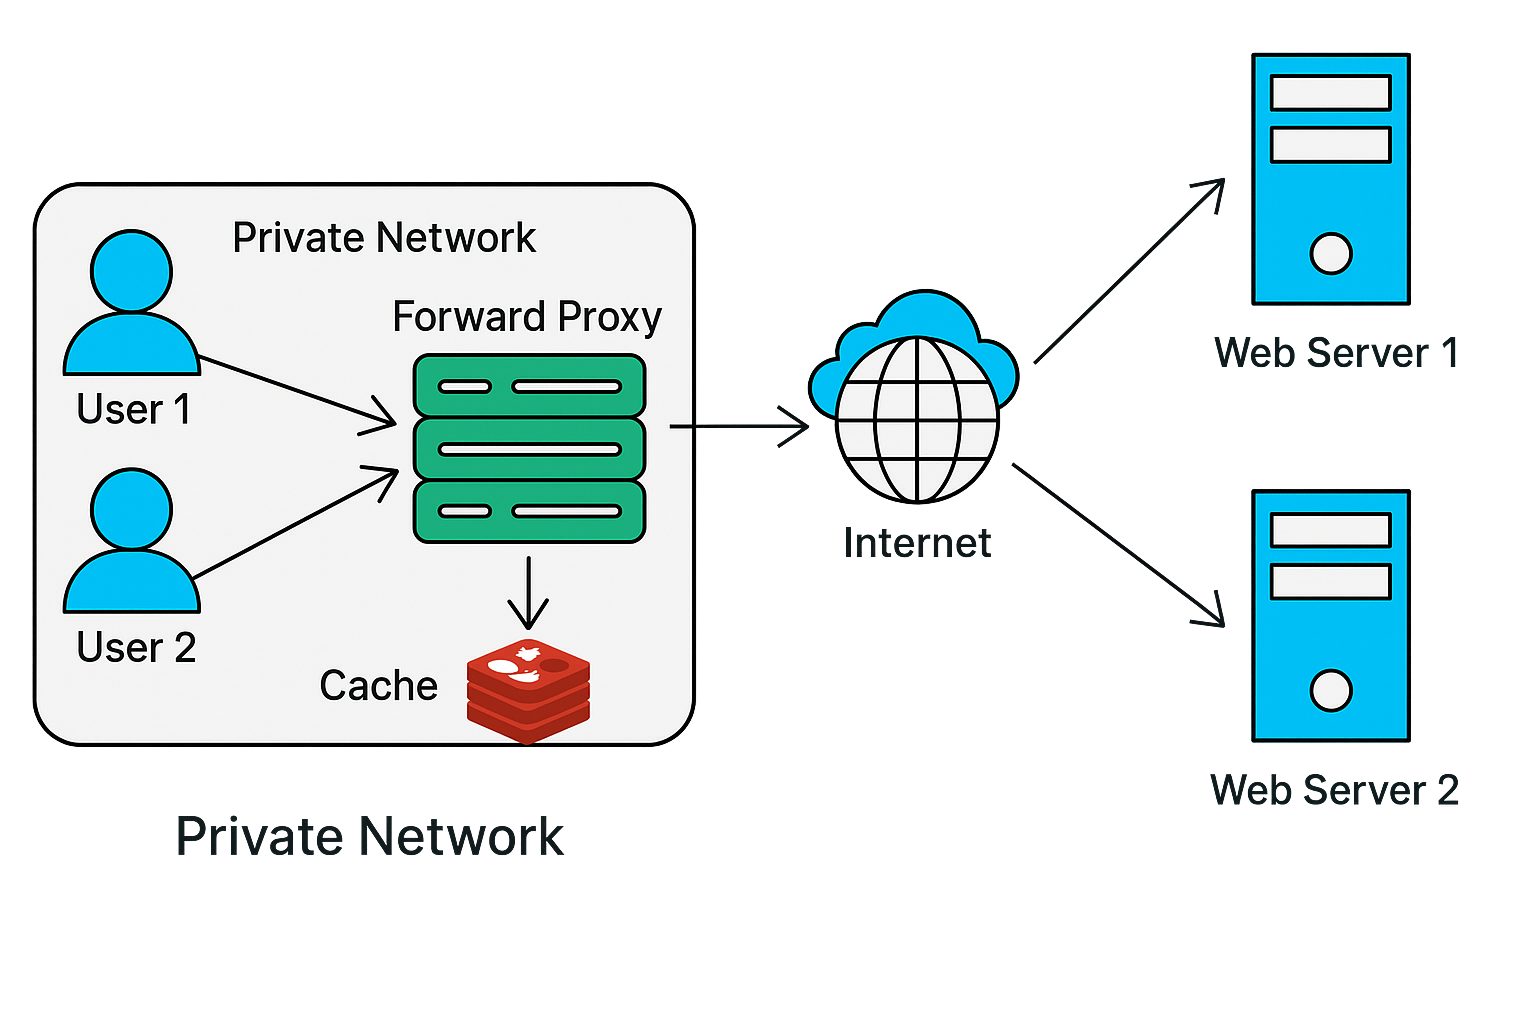 Private Network
Forward Proxy
User 1
User 2
Cache
Private Network
Internet
Web Server 1
Web Server 2